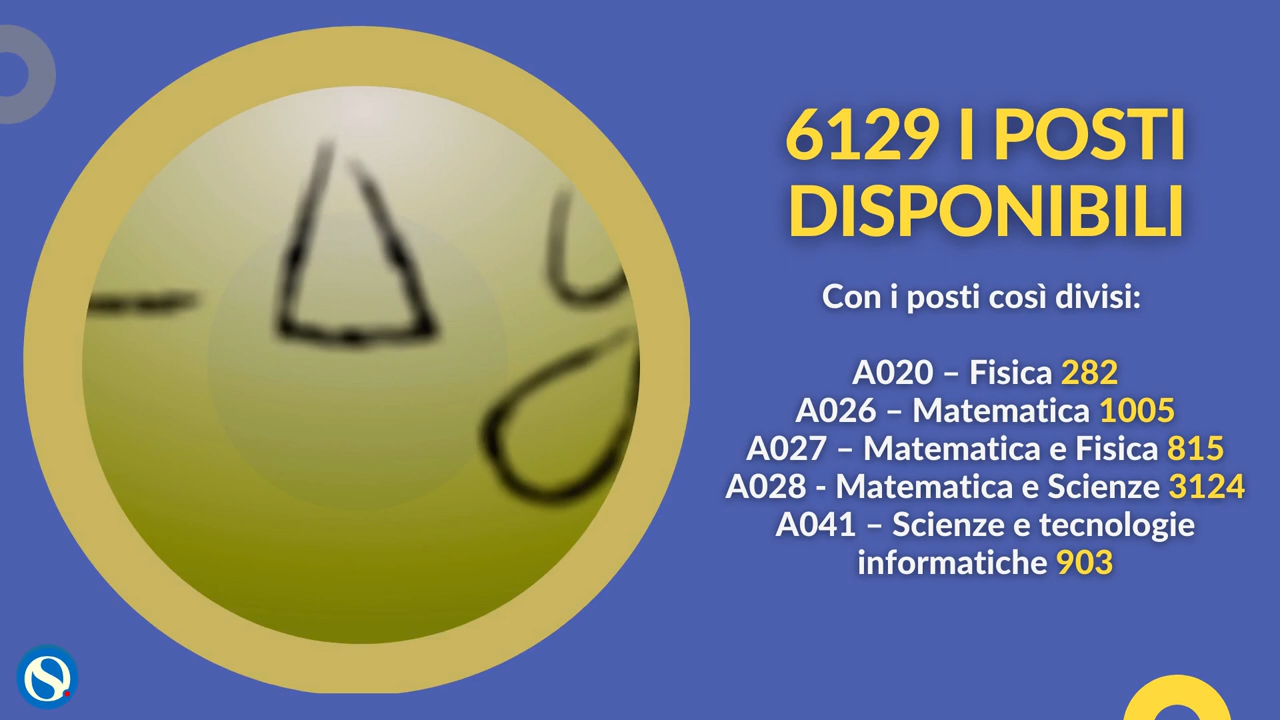 6129 I POSTI
DISPONIBILI
Con i posti così divisi:
A020 – Fisica 282
A026 – Matematica 1005
A027 – Matematica e Fisica 815
A028 - Matematica e Scienze 3124
A041 – Scienze e tecnologie
informatiche 903
S